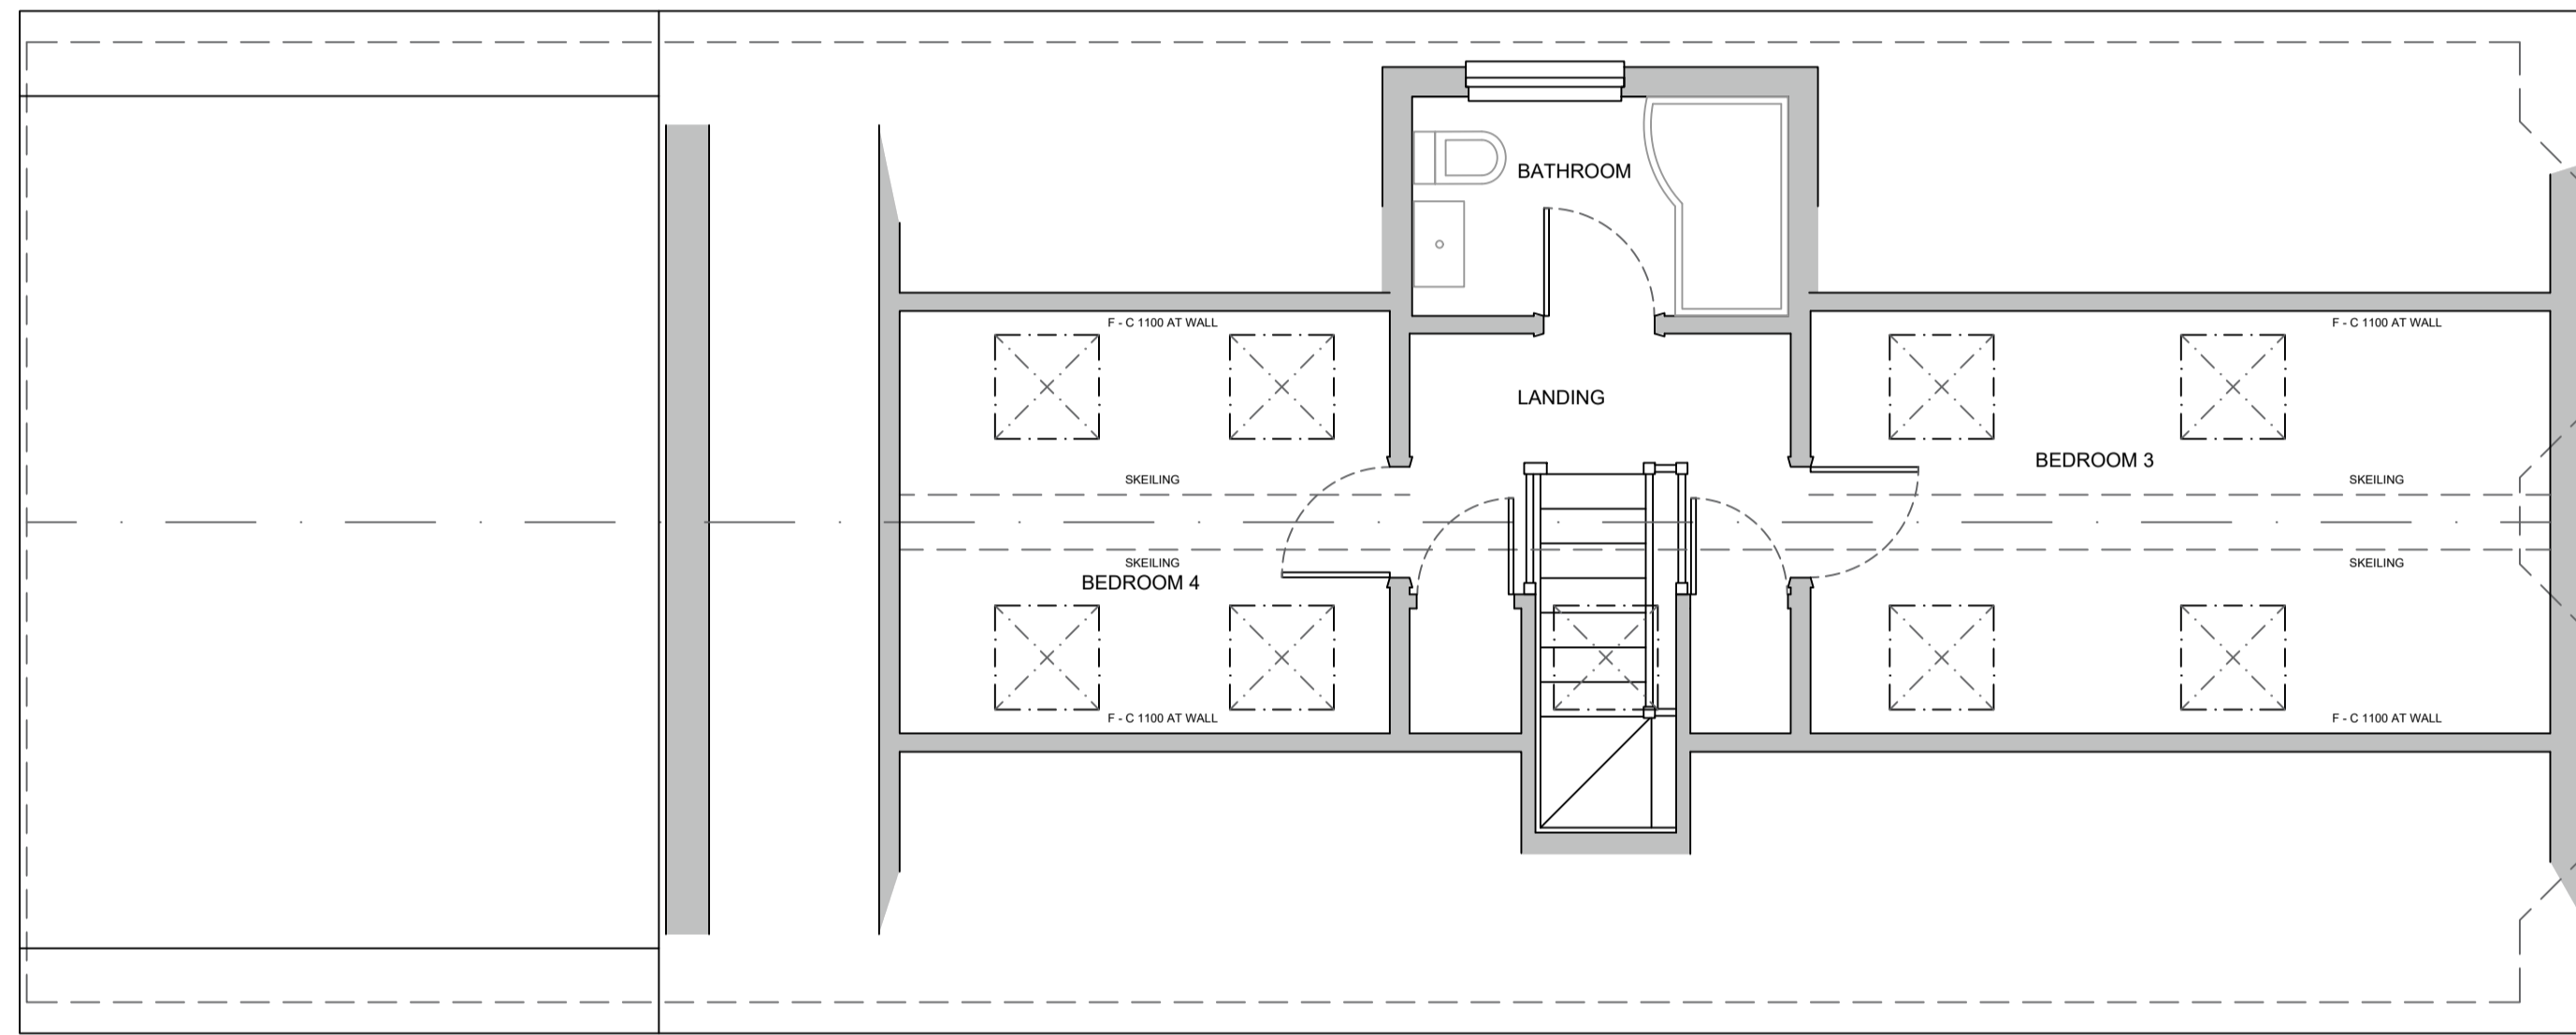 BATHROOM
F - C 1100 AT WALL
F - C 1100 AT WALL
LANDING
BEDROOM 3
SKEILING
SKEILING
SKEILING
SKEILING
BEDROOM 4
F - C 1100 AT WALL
F - C 1100 AT WALL